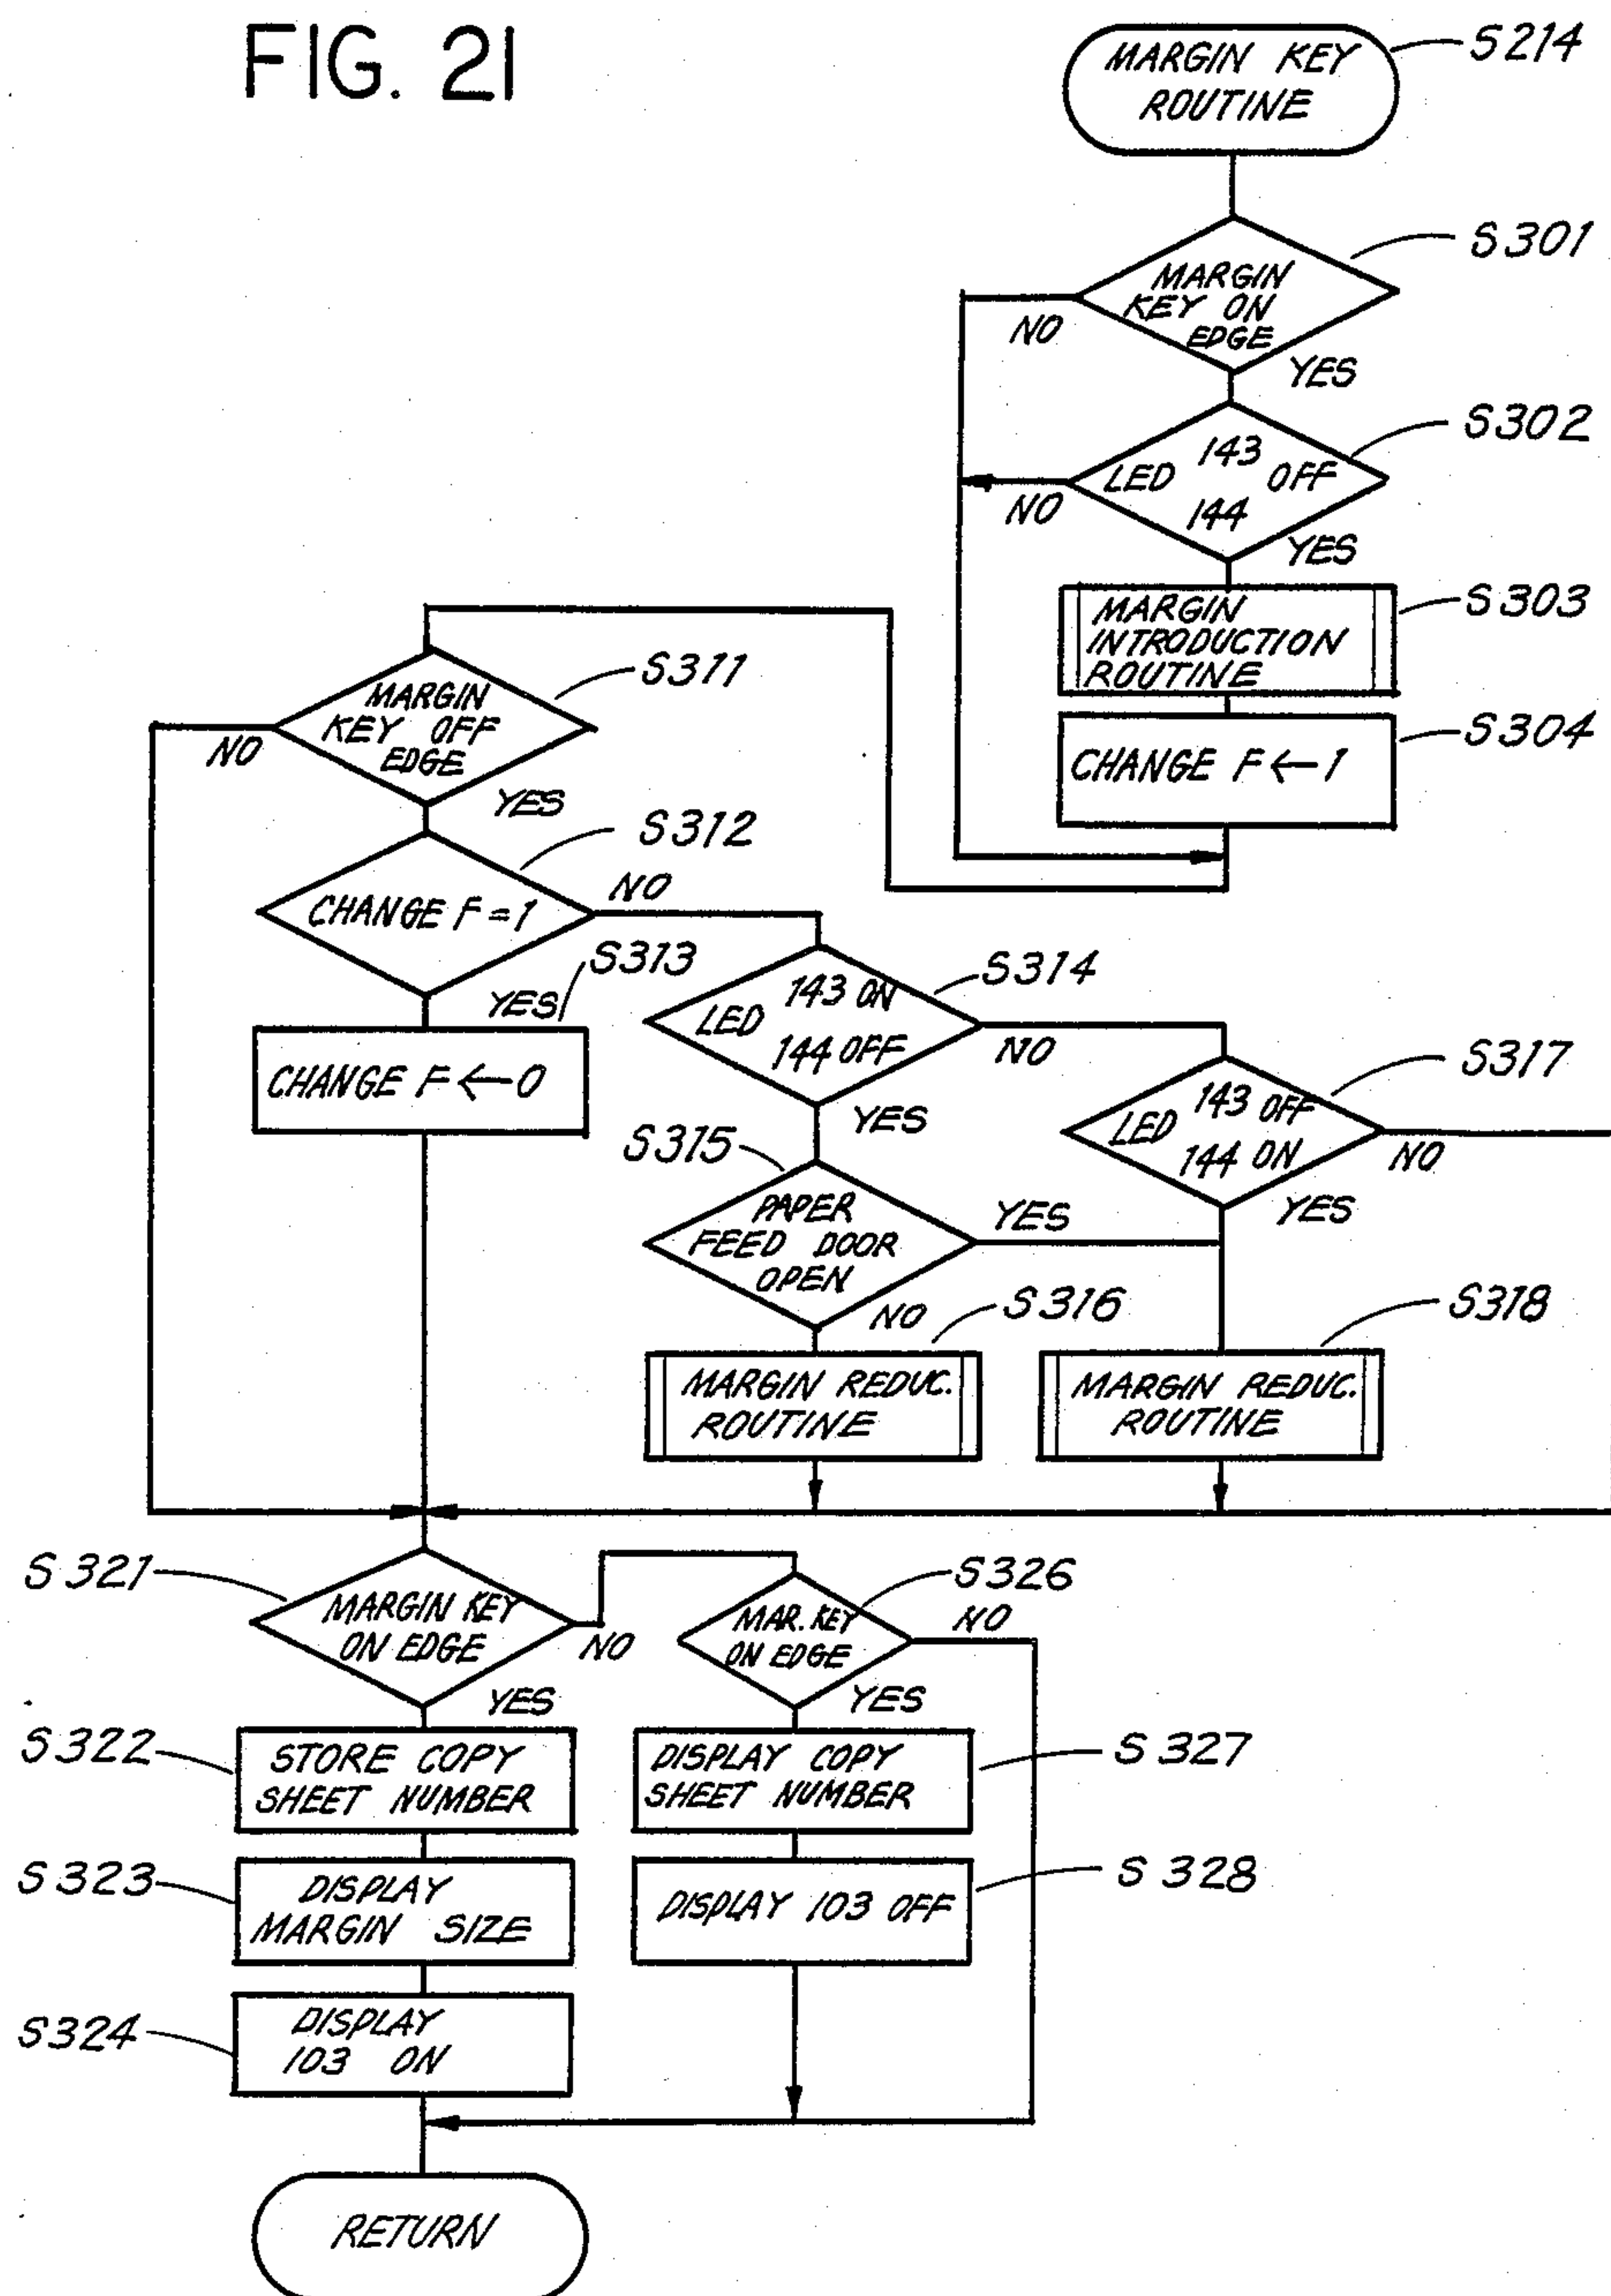 FIG. 21
MARGIN KEY
ROUTINE
S214
MARGIN
KEY ON
EDGE
S301
NO
YES
LED 143 OFF
144
S302
NO
YES
MARGIN
INTRODUCTION
ROUTINE
S303
CHANGE F ← 1
S304
MARGIN
KEY OFF
EDGE
S311
NO
YES
CHANGE F = 1
S312
NO
YES
S313
CHANGE F ← 0
LED 143 ON
144 OFF
S314
NO
YES
LED 143 OFF
144 ON
S317
NO
YES
S315
PAPER
FEED DOOR
OPEN
YES
NO
S316
MARGIN REDUC.
ROUTINE
S318
MARGIN REDUC.
ROUTINE
S321
MARGIN KEY
ON EDGE
NO
YES
S326
MAR. KEY
ON EDGE
NO
YES
S322
STORE COPY
SHEET NUMBER
DISPLAY COPY
SHEET NUMBER
S327
S323
DISPLAY
MARGIN SIZE
DISPLAY 103 OFF
S328
S324
DISPLAY
103 ON
RETURN